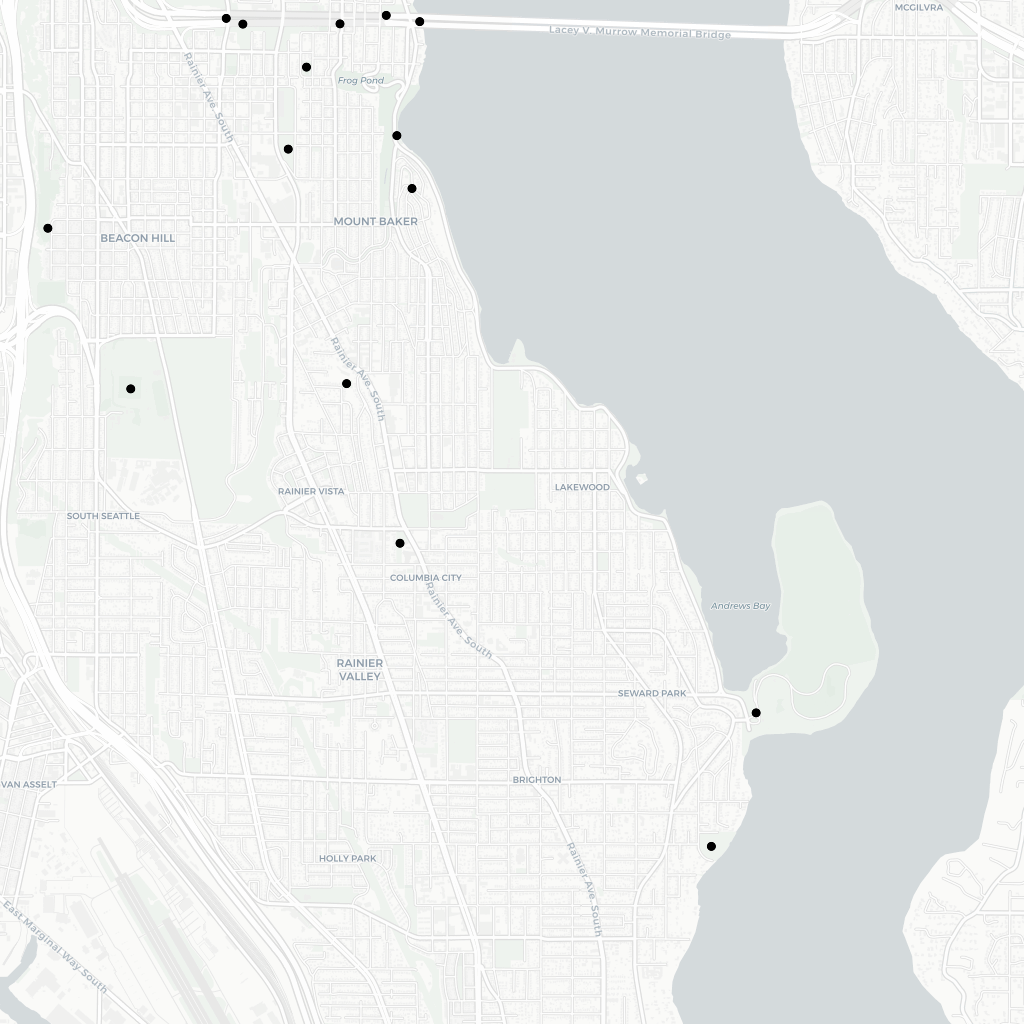 MCGILVRA
Lacey V. Murrow Memorial Bridge
Frog Pond
Rainier Ave. South
MOUNT BAKER
BEACON HILL
Rainier Ave. South
LAKEWOOD
RAINIER VISTA
SOUTH SEATTLE
COLUMBIA CITY
Andrews Bay
Rainier Ave. South
RAINIER
VALLEY
SEWARD PARK
BRIGHTON
VAN ASSELT
HOLLY PARK
Rainier Ave. South
East Marginal Way South